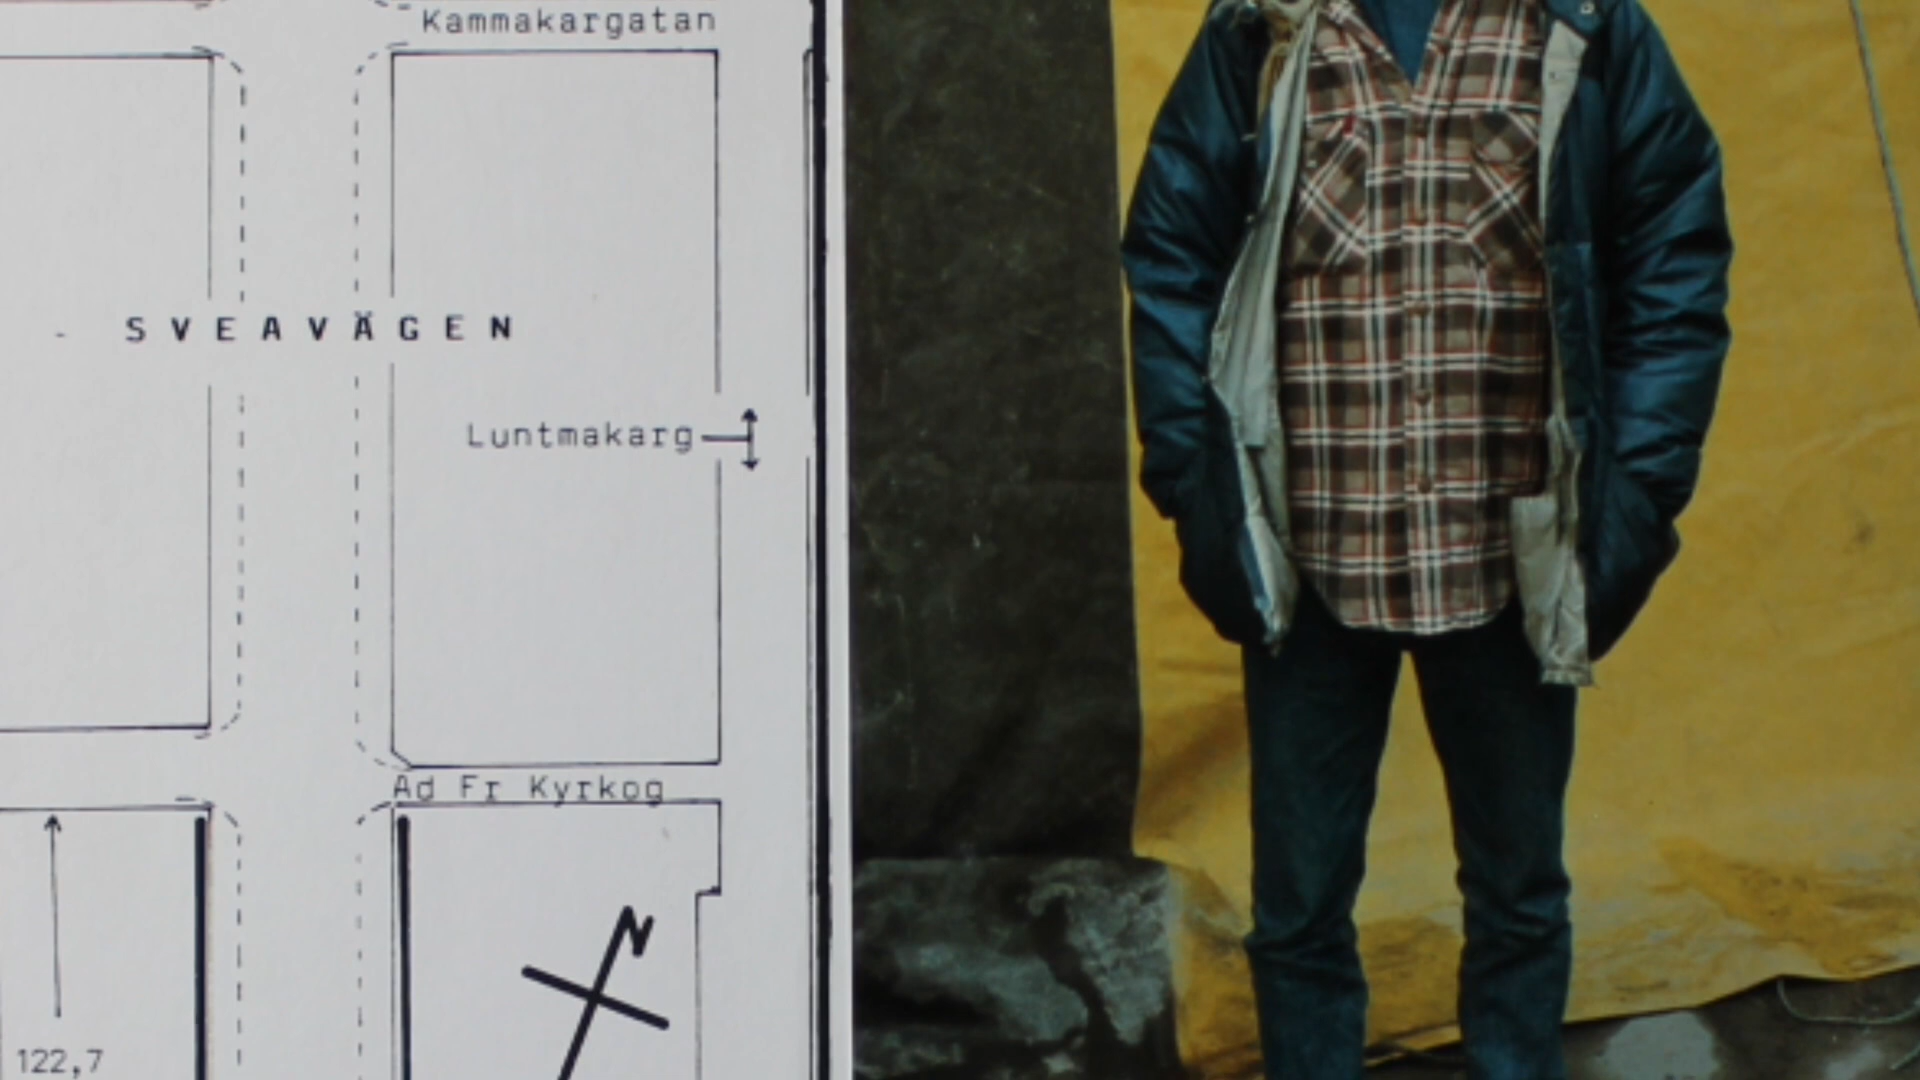 Kammakargatan
SVEAVÄGEN
Luntmakarg
Ad Fr Kyrkog
N
122,7